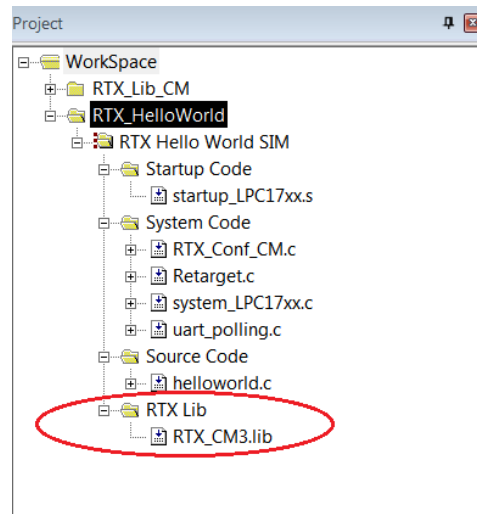 Project
WorkSpace
RTX_Lib_CM
RTX_HelloWorld
RTX Hello World SIM
Startup Code
startup_LPC17xx.s
System Code
RTX_Conf_CM.c
Retarget.c
system_LPC17xx.c
uart_polling.c
Source Code
helloworld.c
RTX Lib
RTX_CM3.lib